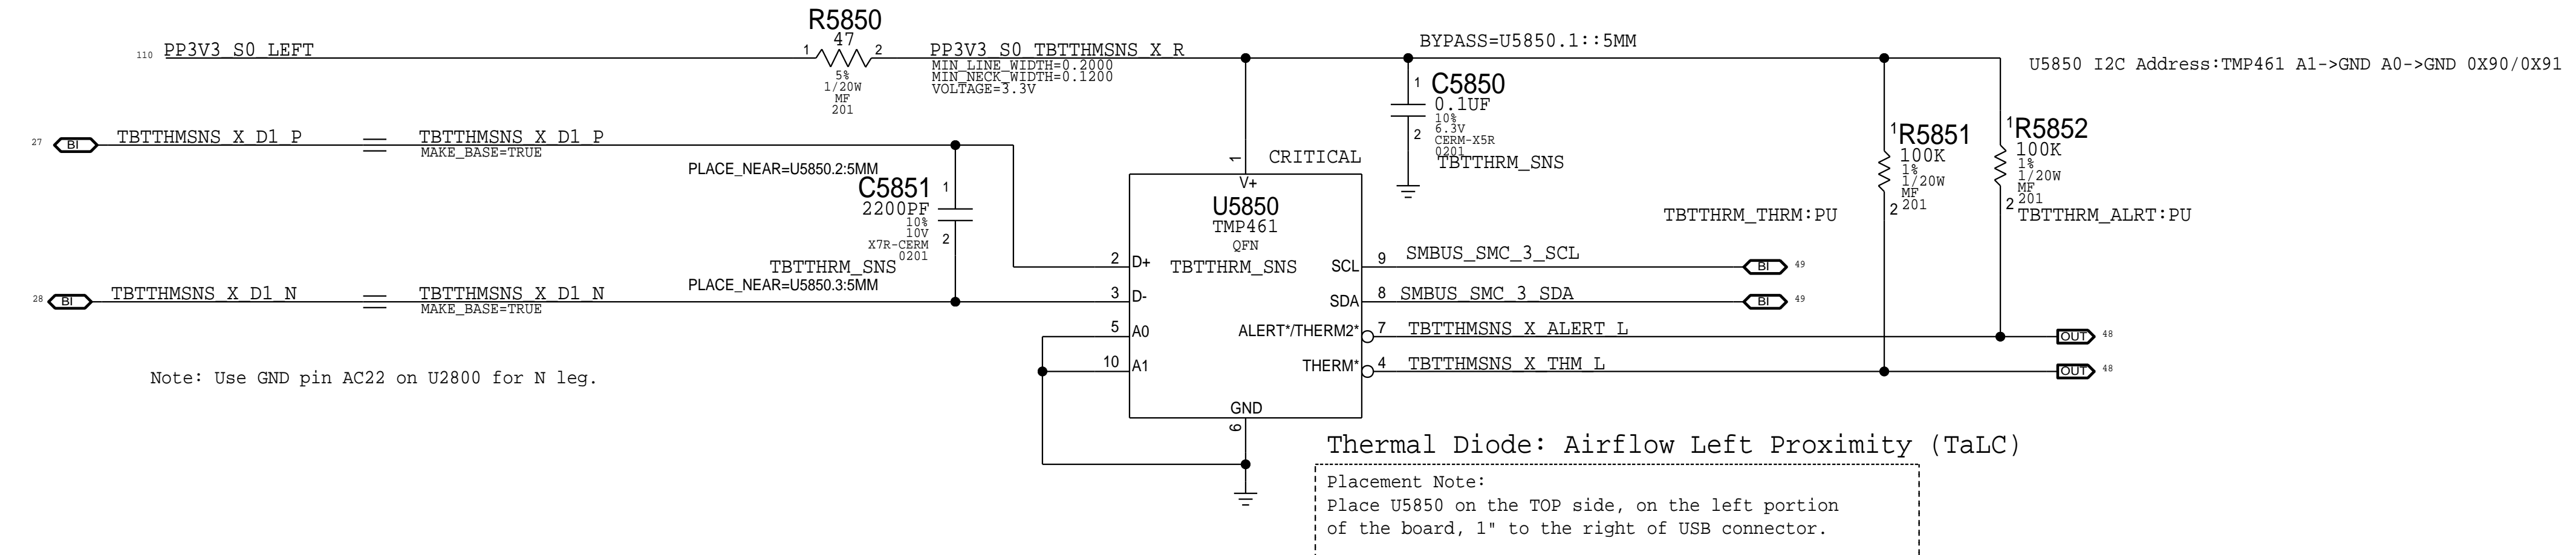 R5850
47
1
2
5%
1/20W
MF
201
110
PP3V3_S0_LEFT
PP3V3_S0_TBTTHMSNS_X_R
MIN_LINE_WIDTH=0.2000
MIN_NECK_WIDTH=0.1200
VOLTAGE=3.3V
BYPASS=U5850.1::5MM
U5850 I2C Address:TMP461 A1->GND A0->GND 0X90/0X91
1
C5850
0.1UF
10%
6.3V
CERM-X5R
0201
2
TBTTHRM_SNS
1
R5851
100K
1%
1/20W
MF
201
2
TBTTHRM_THRM:PU
1
R5852
100K
1%
1/20W
MF
201
2
TBTTHRM_ALRT:PU
27
BI
TBTTHMSNS_X_D1_P
TBTTHMSNS_X_D1_P
MAKE_BASE=TRUE
PLACE_NEAR=U5850.2:5MM
C5851
1
2200PF
10%
10V
X7R-CERM
0201
2
TBTTHRM_SNS
PLACE_NEAR=U5850.3:5MM
28
BI
TBTTHMSNS_X_D1_N
TBTTHMSNS_X_D1_N
MAKE_BASE=TRUE
CRITICAL
1
V+
U5850
TMP461
QFN
TBTTHRM_SNS
2
D+
3
D-
5
A0
10
A1
GND
6
SCL
9
SMBUS_SMC_3_SCL
BI
49
SDA
8
SMBUS_SMC_3_SDA
BI
49
ALERT*/THERM2*
7
TBTTHMSNS_X_ALERT_L
OUT
48
THERM*
4
TBTTHMSNS_X_THM_L
OUT
48
Note: Use GND pin AC22 on U2800 for N leg.
Thermal Diode: Airflow Left Proximity (TaLC)
Placement Note:
Place U5850 on the TOP side, on the left portion
of the board, 1" to the right of USB connector.